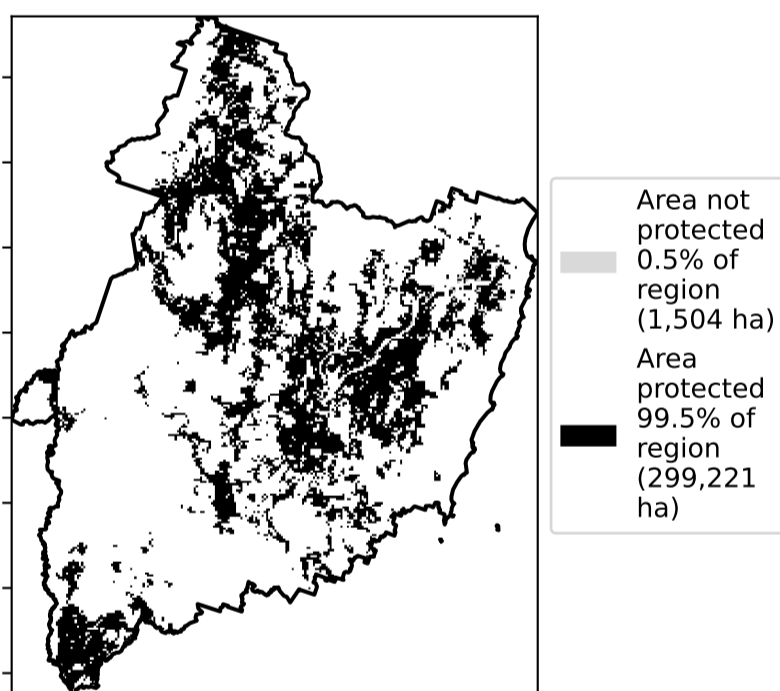 Area not
protected
0.5% of
region
(1,504 ha)
Area
protected
99.5% of
region
(299,221
ha)